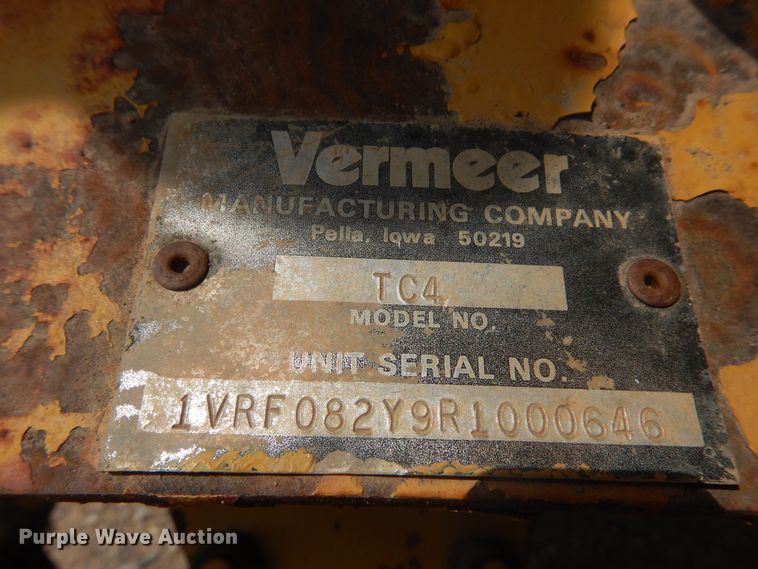 Vermeer
MANUFACTURING COMPANY
Pella, Iowa 50219
TC4
MODEL NO.
UNIT SERIAL NO.
1VRF082Y9R1000646
Purple Wave Auction